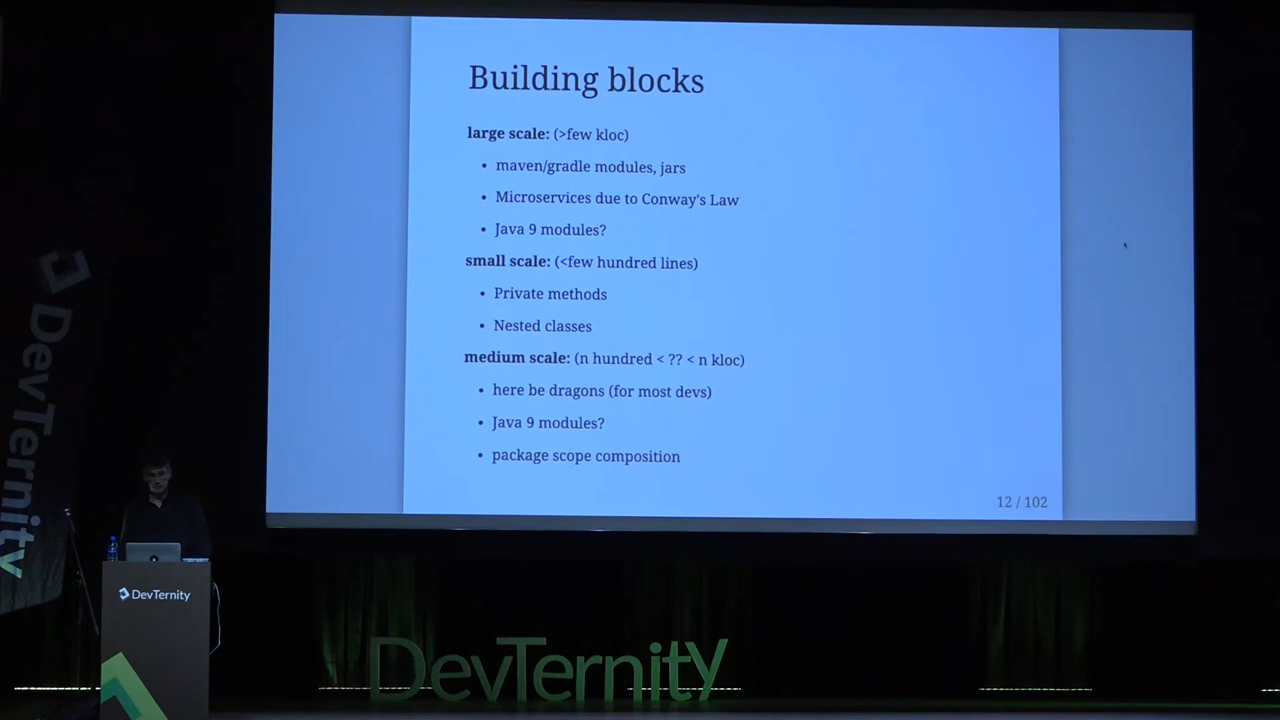 Building blocks
large scale: (>few kloc)
• maven/gradle modules, jars
• Microservices due to Conway's Law
• Java 9 modules?
small scale: (<few hundred lines)
• Private methods
• Nested classes
medium scale: (n hundred < ?? < n kloc)
• here be dragons (for most devs)
• Java 9 modules?
• package scope composition
12 / 102
DevTernity
DevTernity
DevTernity